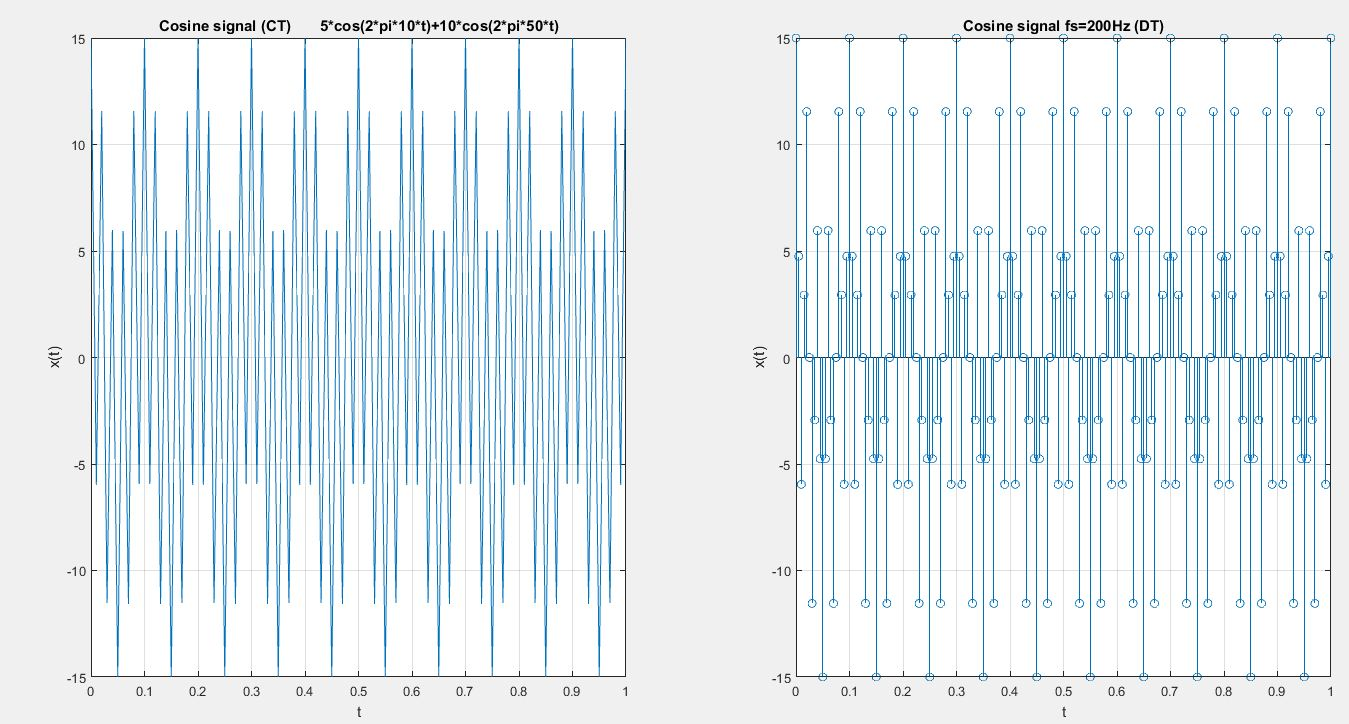 Cosine signal (CT) 5*cos(2*pi*10*t)+10*cos(2*pi*50*t)
15
10
5
0
-5
-10
-15
x(t)
0 0.1 0.2 0.3 0.4 0.5 0.6 0.7 0.8 0.9 1
t
Cosine signal fs=200Hz (DT)
15
10
5
0
-5
-10
-15
x(t)
0 0.1 0.2 0.3 0.4 0.5 0.6 0.7 0.8 0.9 1
t